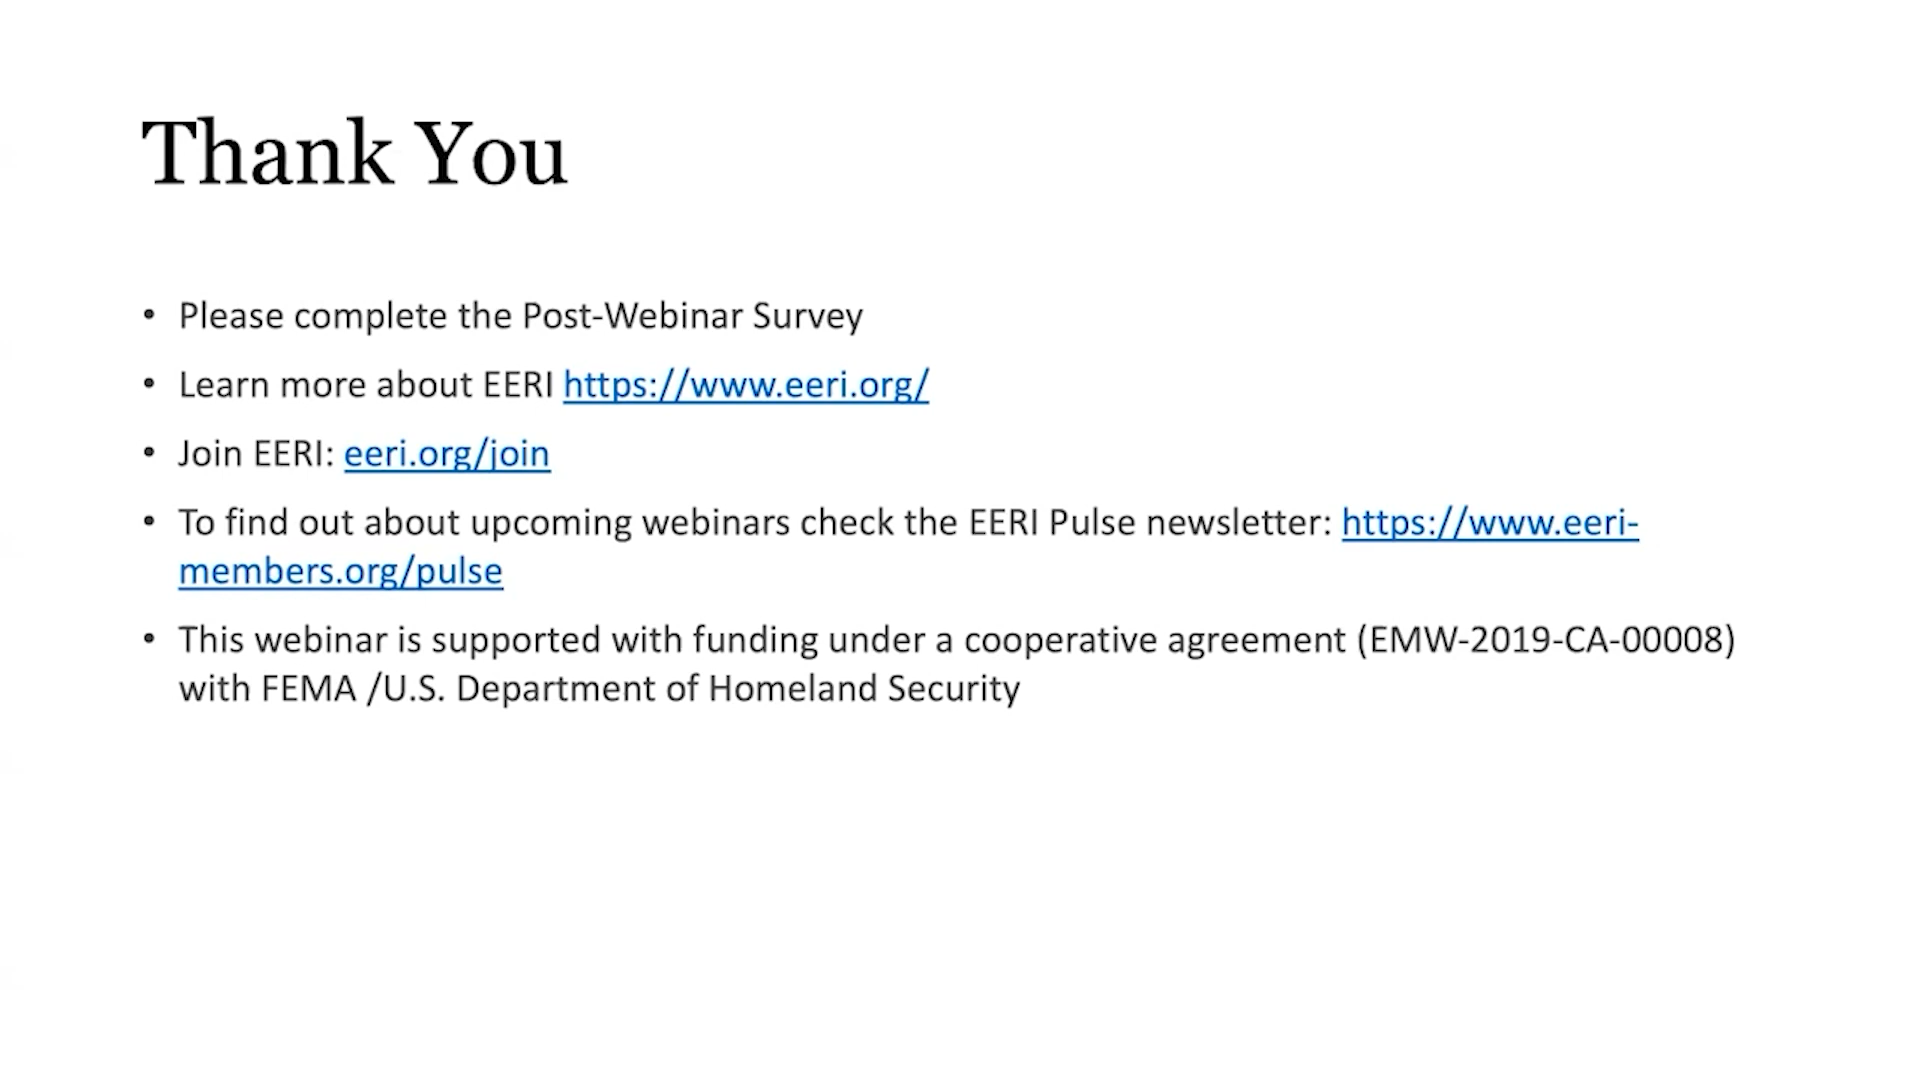 Thank You
• Please complete the Post-Webinar Survey
• Learn more about EERI https://www.eeri.org/
• Join EERI: eeri.org/join
• To find out about upcoming webinars check the EERI Pulse newsletter: https://www.eeri-
members.org/pulse
• This webinar is supported with funding under a cooperative agreement (EMW-2019-CA-00008)
with FEMA /U.S. Department of Homeland Security